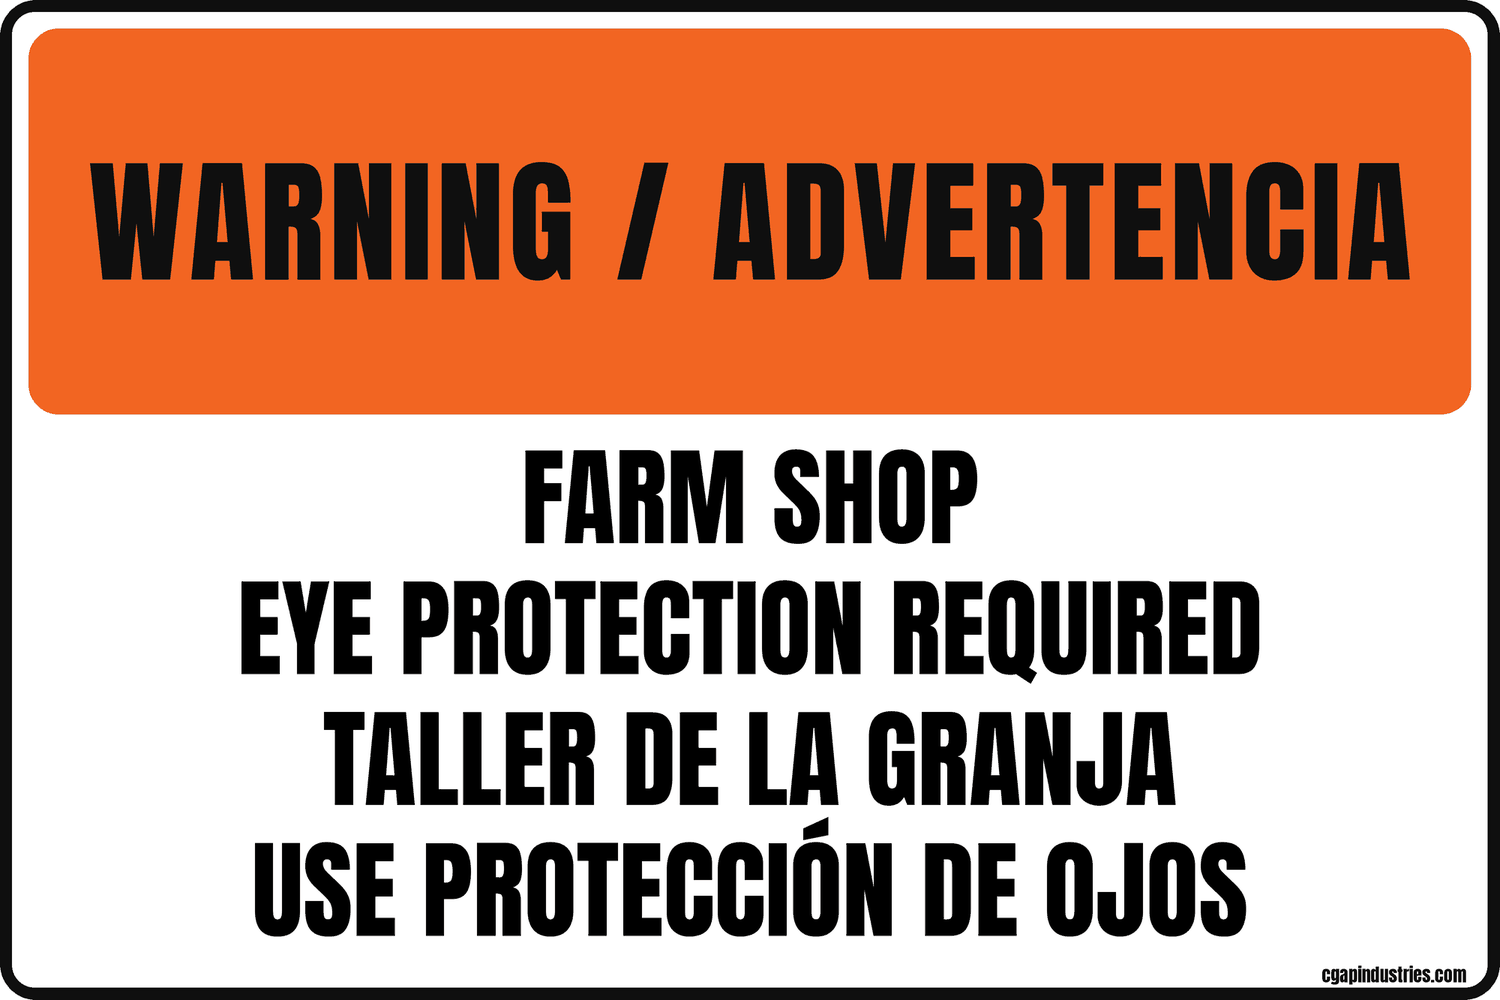 WARNING / ADVERTENCIA
FARM SHOP
EYE PROTECTION REQUIRED
TALLER DE LA GRANJA
USE PROTECCIÓN DE OJOS
cgapindustries.com